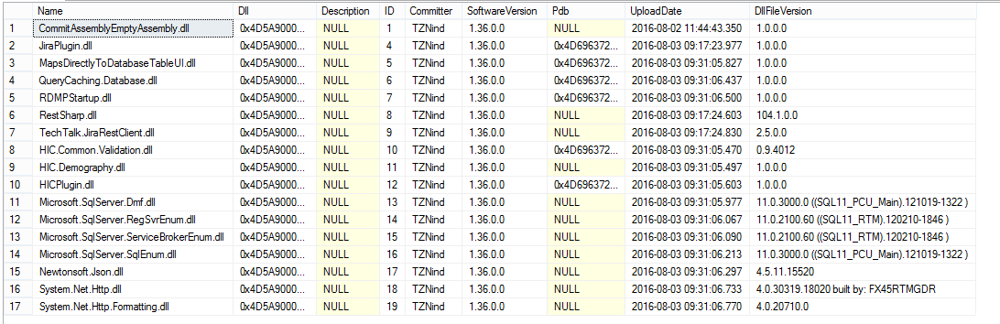 Name Dll Description ID Committer SoftwareVersion Pdb UploadDate DllFileVersion
1 CommitAssemblyEmptyAssembly.dll 0x4D5A9000... NULL 1 TZNind 1.36.0.0 NULL 2016-08-02 11:44:43.350 1.0.0.0
2 JiraPlugin.dll 0x4D5A9000... NULL 4 TZNind 1.36.0.0 0x4D696372... 2016-08-03 09:17:23.977 1.0.0.0
3 MapsDirectlyToDatabaseTableUI.dll 0x4D5A9000... NULL 5 TZNind 1.36.0.0 0x4D696372... 2016-08-03 09:31:05.827 1.0.0.0
4 QueryCaching.Database.dll 0x4D5A9000... NULL 6 TZNind 1.36.0.0 0x4D696372... 2016-08-03 09:31:06.437 1.0.0.0
5 RDMPStartup.dll 0x4D5A9000... NULL 7 TZNind 1.36.0.0 0x4D696372... 2016-08-03 09:31:06.500 1.0.0.0
6 RestSharp.dll 0x4D5A9000... NULL 8 TZNind 1.36.0.0 NULL 2016-08-03 09:17:24.603 104.1.0.0
7 TechTalk.JiraRestClient.dll 0x4D5A9000... NULL 9 TZNind 1.36.0.0 NULL 2016-08-03 09:17:24.830 2.5.0.0
8 HIC.Common.Validation.dll 0x4D5A9000... NULL 10 TZNind 1.36.0.0 0x4D696372... 2016-08-03 09:31:05.470 0.9.4012
9 HIC.Demography.dll 0x4D5A9000... NULL 11 TZNind 1.36.0.0 NULL 2016-08-03 09:31:05.497 1.0.0.0
10 HICPlugin.dll 0x4D5A9000... NULL 12 TZNind 1.36.0.0 0x4D696372... 2016-08-03 09:31:05.603 1.0.0.0
11 Microsoft.SqlServer.Dmf.dll 0x4D5A9000... NULL 13 TZNind 1.36.0.0 NULL 2016-08-03 09:31:05.977 11.0.3000.0 ((SQL11_PCU_Main).121019-1322 )
12 Microsoft.SqlServer.RegSvrEnum.dll 0x4D5A9000... NULL 14 TZNind 1.36.0.0 NULL 2016-08-03 09:31:06.067 11.0.2100.60 ((SQL11_RTM).120210-1846 )
13 Microsoft.SqlServer.ServiceBrokerEnum.dll 0x4D5A9000... NULL 15 TZNind 1.36.0.0 NULL 2016-08-03 09:31:06.090 11.0.2100.60 ((SQL11_RTM).120210-1846 )
14 Microsoft.SqlServer.SqlEnum.dll 0x4D5A9000... NULL 16 TZNind 1.36.0.0 NULL 2016-08-03 09:31:06.213 11.0.3000.0 ((SQL11_PCU_Main).121019-1322 )
15 Newtonsoft.Json.dll 0x4D5A9000... NULL 17 TZNind 1.36.0.0 NULL 2016-08-03 09:31:06.297 4.5.11.15520
16 System.Net.Http.dll 0x4D5A9000... NULL 18 TZNind 1.36.0.0 NULL 2016-08-03 09:31:06.733 4.0.30319.18020 built by: FX45RTMGDR
17 System.Net.Http.Formatting.dll 0x4D5A9000... NULL 19 TZNind 1.36.0.0 NULL 2016-08-03 09:31:06.770 4.0.20710.0